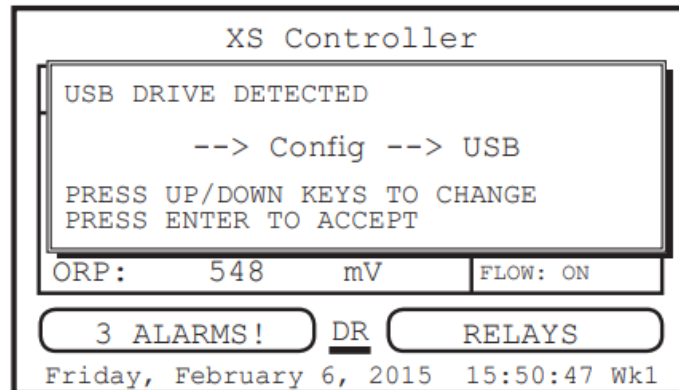 XS Controller
USB DRIVE DETECTED
--> Config --> USB
PRESS UP/DOWN KEYS TO CHANGE
PRESS ENTER TO ACCEPT
ORP: 548 mV FLOW: ON
3 ALARMS! DR RELAYS
Friday, February 6, 2015 15:50:47 Wk1